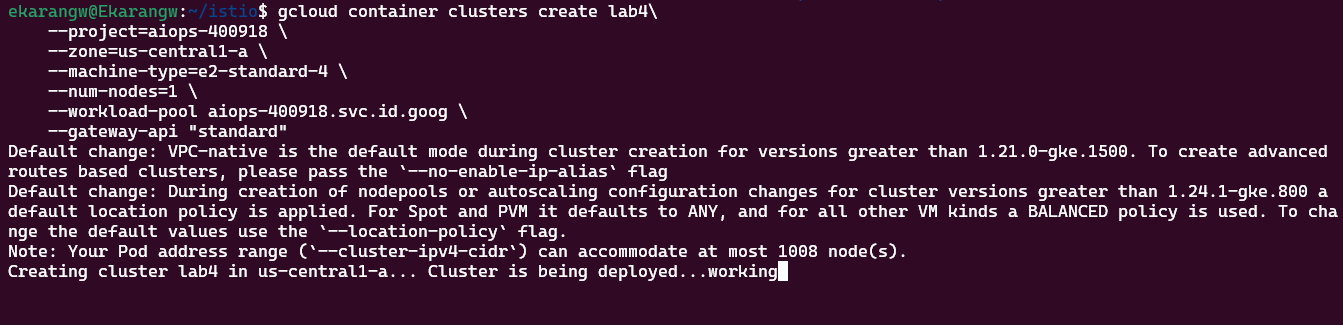 ekarangw@Ekarangw:~/istio$ gcloud container clusters create lab4\
    --project=aiops-400918 \
    --zone=us-central1-a \
    --machine-type=e2-standard-4 \
    --num-nodes=1 \
    --workload-pool aiops-400918.svc.id.goog \
    --gateway-api "standard"
Default change: VPC-native is the default mode during cluster creation for versions greater than 1.21.0-gke.1500. To create advanced
routes based clusters, please pass the `--no-enable-ip-alias` flag
Default change: During creation of nodepools or autoscaling configuration changes for cluster versions greater than 1.24.1-gke.800 a
default location policy is applied. For Spot and PVM it defaults to ANY, and for all other VM kinds a BALANCED policy is used. To cha
nge the default values use the `--location-policy` flag.
Note: Your Pod address range (`--cluster-ipv4-cidr`) can accommodate at most 1008 node(s).
Creating cluster lab4 in us-central1-a... Cluster is being deployed...working